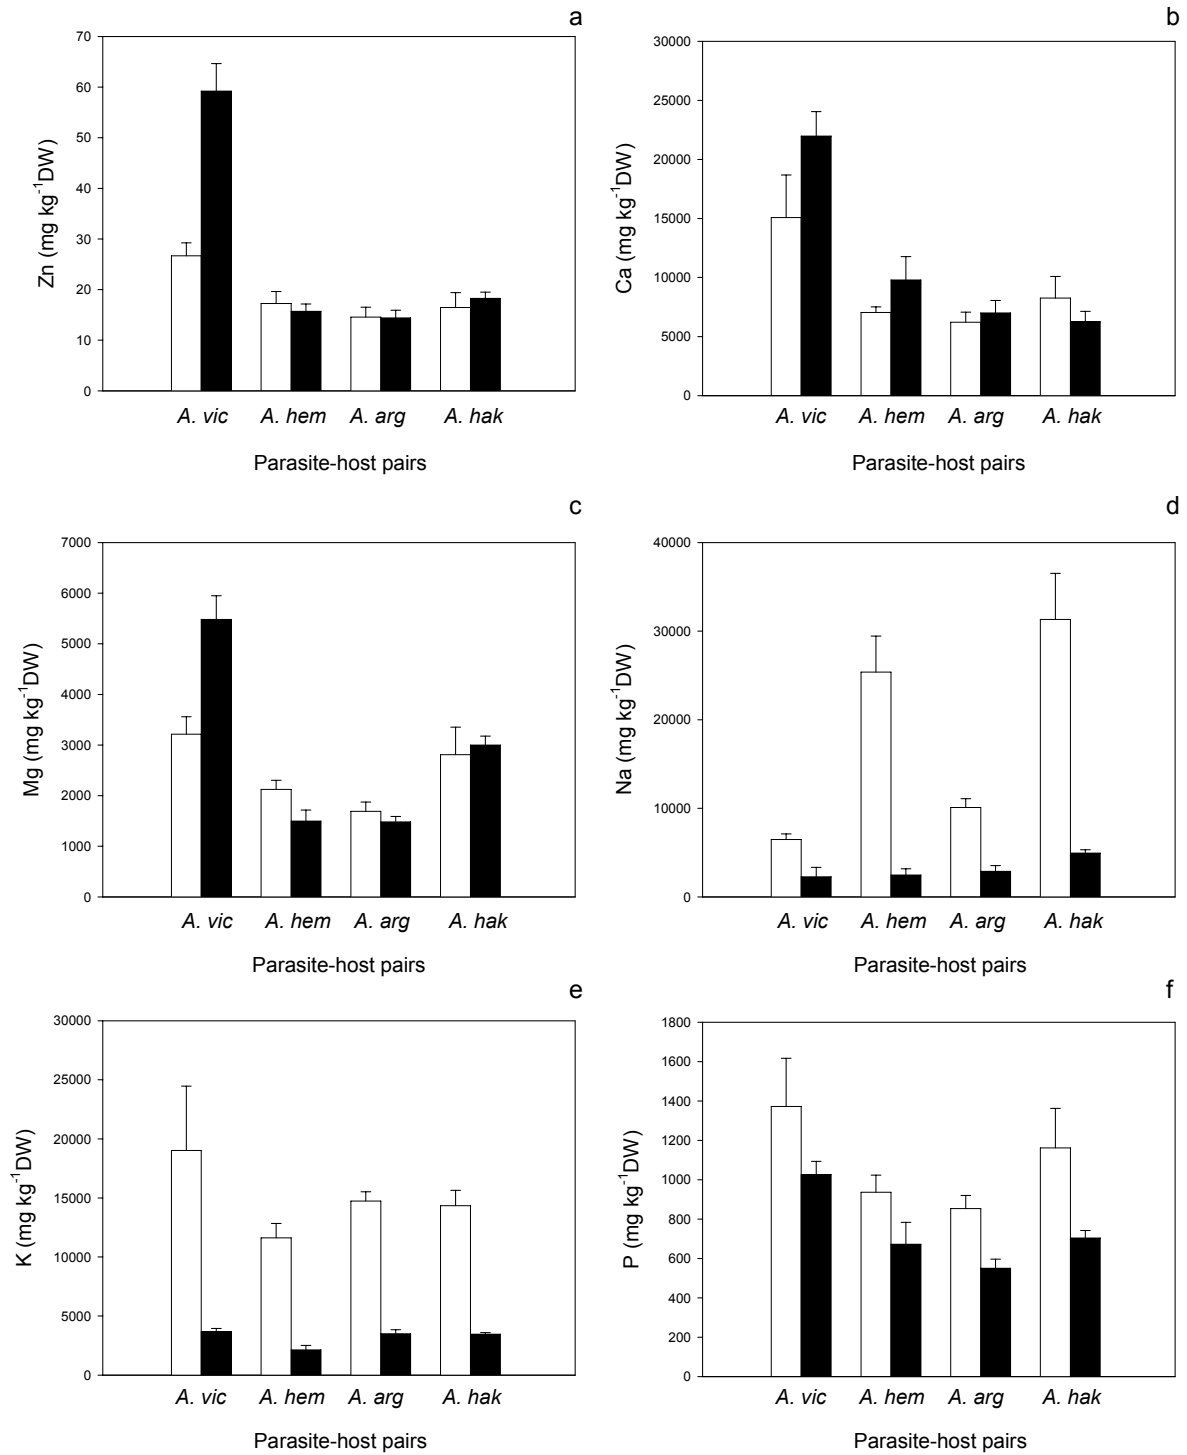 a
Zn (mg kg⁻¹DW)
70
60
50
40
30
20
10
0
A. vic A. hem A. arg A. hak
Parasite-host pairs
b
Ca (mg kg⁻¹DW)
30000
25000
20000
15000
10000
5000
0
A. vic A. hem A. arg A. hak
Parasite-host pairs
c
Mg (mg kg⁻¹DW)
7000
6000
5000
4000
3000
2000
1000
0
A. vic A. hem A. arg A. hak
Parasite-host pairs
d
Na (mg kg⁻¹DW)
40000
30000
20000
10000
0
A. vic A. hem A. arg A. hak
Parasite-host pairs
e
K (mg kg⁻¹DW)
30000
25000
20000
15000
10000
5000
0
A. vic A. hem A. arg A. hak
Parasite-host pairs
f
P (mg kg⁻¹DW)
1800
1600
1400
1200
1000
800
600
400
200
0
A. vic A. hem A. arg A. hak
Parasite-host pairs